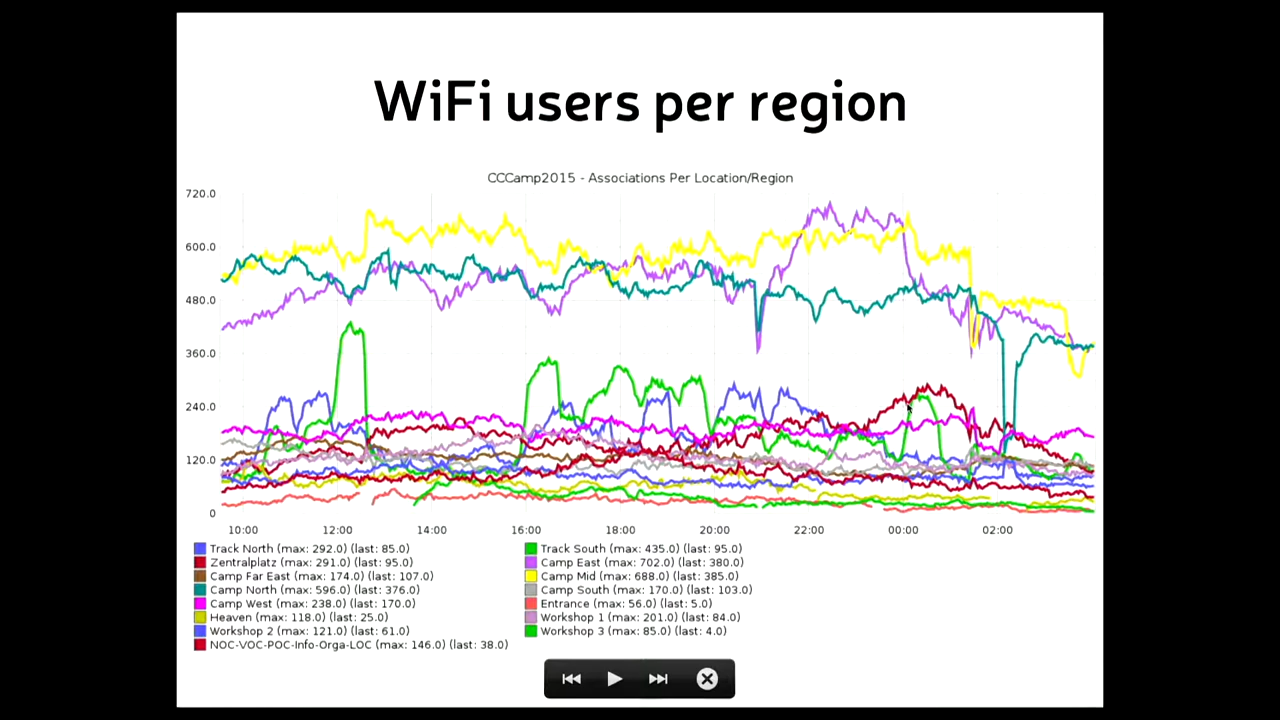 WiFi users per region
CCCamp2015 - Associations Per Location/Region
720.0
600.0
480.0
360.0
240.0
120.0
0
10:00 12:00 14:00 16:00 18:00 20:00 22:00 00:00 02:00
Track North (max: 292.0) (last: 85.0) Track South (max: 435.0) (last: 95.0)
Zentralplatz (max: 291.0) (last: 95.0) Camp East (max: 702.0) (last: 380.0)
Camp Far East (max: 174.0) (last: 107.0) Camp Mid (max: 688.0) (last: 385.0)
Camp North (max: 596.0) (last: 376.0) Camp South (max: 170.0) (last: 103.0)
Camp West (max: 238.0) (last: 170.0) Entrance (max: 56.0) (last: 5.0)
Heaven (max: 118.0) (last: 25.0) Workshop 1 (max: 201.0) (last: 84.0)
Workshop 2 (max: 121.0) (last: 61.0) Workshop 3 (max: 85.0) (last: 4.0)
NOC-VOC-POC-Info-Orga-LOC (max: 146.0) (last: 38.0)